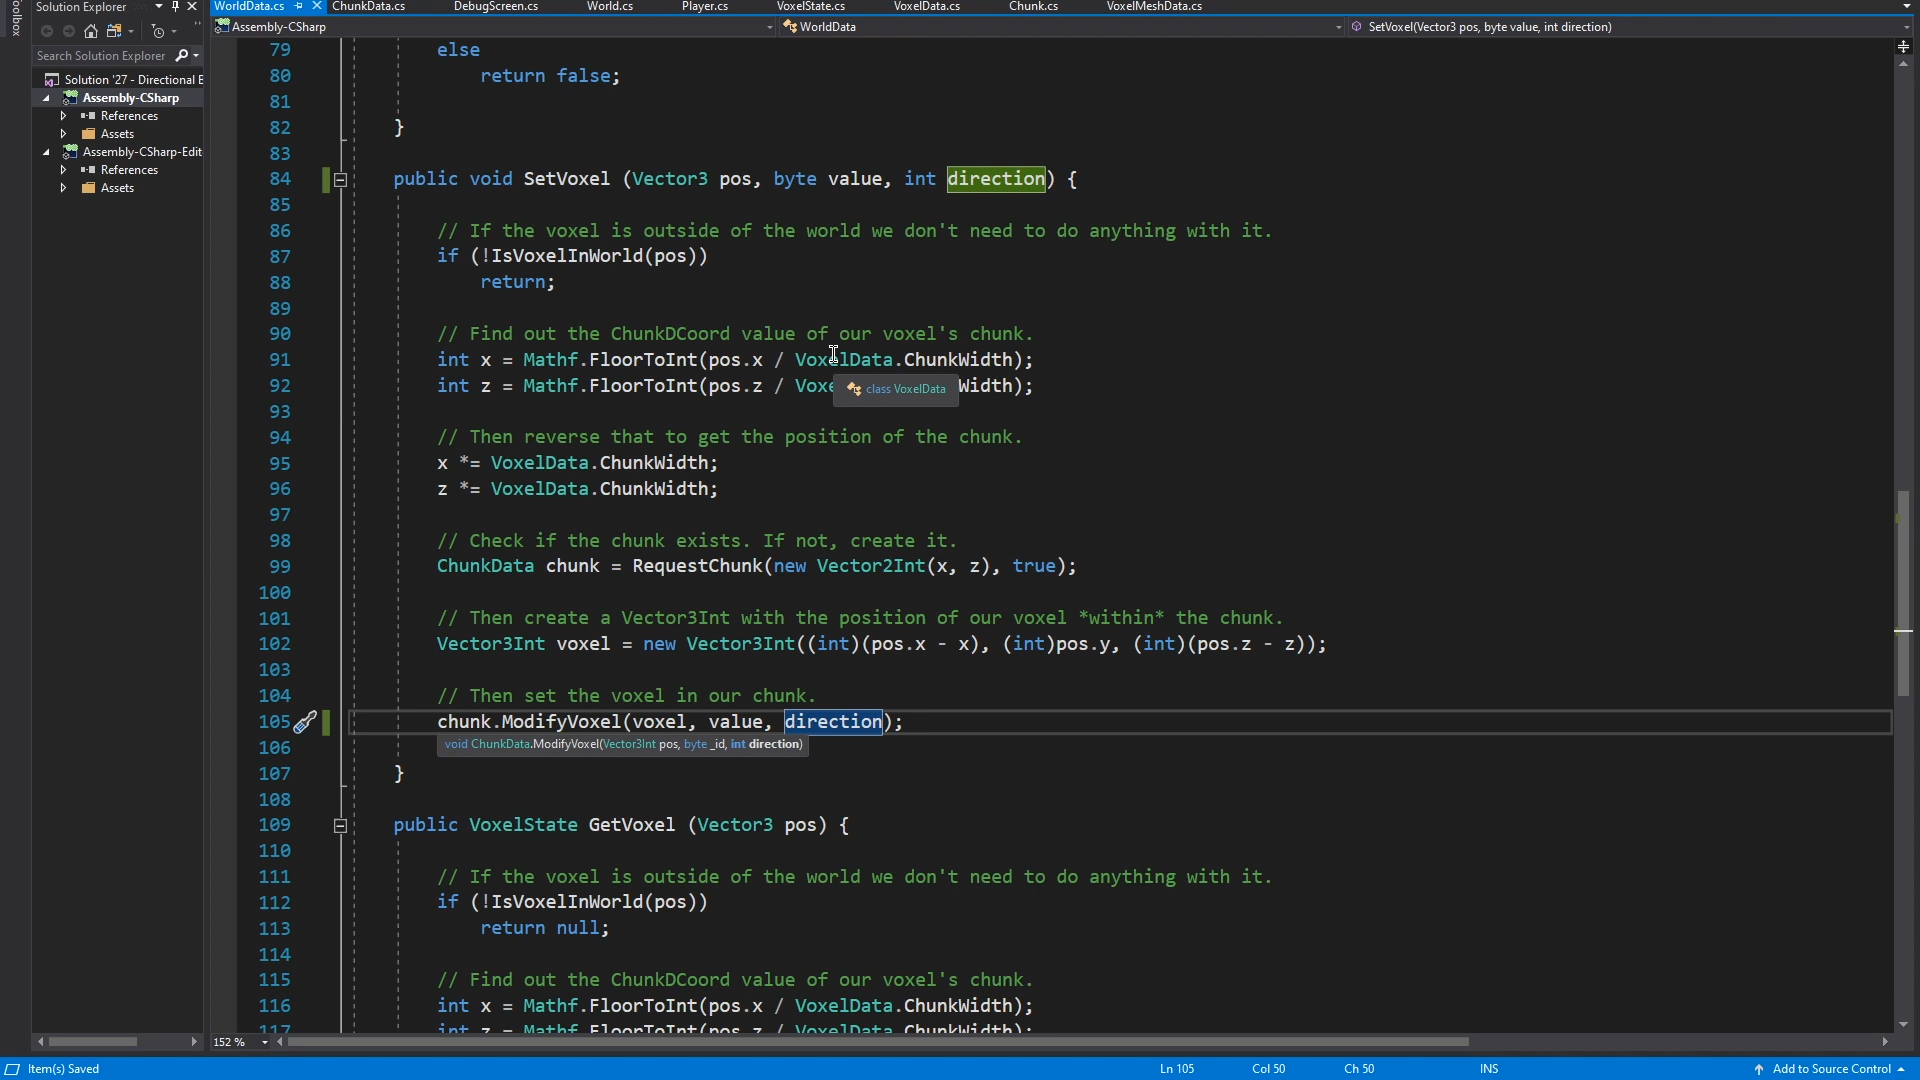 Toolbox
Solution Explorer
WorldData.cs
ChunkData.cs
DebugScreen.cs
World.cs
Player.cs
VoxelState.cs
VoxelData.cs
Chunk.cs
VoxelMeshData.cs
Assembly-CSharp
WorldData
SetVoxel(Vector3 pos, byte value, int direction)
Search Solution Explorer
Solution '27 - Directional
Assembly-CSharp
References
Assets
Assembly-CSharp-Edit
References
Assets
79 else
80 return false;
81
82 }
83
84 public void SetVoxel (Vector3 pos, byte value, int direction) {
85
86 // If the voxel is outside of the world we don't need to do anything with it.
87 if (!IsVoxelInWorld(pos))
88 return;
89
90 // Find out the ChunkDCoord value of our voxel's chunk.
91 int x = Mathf.FloorToInt(pos.x / VoxelData.ChunkWidth);
92 int z = Mathf.FloorToInt(pos.z / Voxe Width);
class VoxelData
93
94 // Then reverse that to get the position of the chunk.
95 x *= VoxelData.ChunkWidth;
96 z *= VoxelData.ChunkWidth;
97
98 // Check if the chunk exists. If not, create it.
99 ChunkData chunk = RequestChunk(new Vector2Int(x, z), true);
100
101 // Then create a Vector3Int with the position of our voxel *within* the chunk.
102 Vector3Int voxel = new Vector3Int((int)(pos.x - x), (int)pos.y, (int)(pos.z - z));
103
104 // Then set the voxel in our chunk.
105 chunk.ModifyVoxel(voxel, value, direction);
106
void ChunkData.ModifyVoxel(Vector3Int pos, byte _id, int direction)
107 }
108
109 public VoxelState GetVoxel (Vector3 pos) {
110
111 // If the voxel is outside of the world we don't need to do anything with it.
112 if (!IsVoxelInWorld(pos))
113 return null;
114
115 // Find out the ChunkDCoord value of our voxel's chunk.
116 int x = Mathf.FloorToInt(pos.x / VoxelData.ChunkWidth);
117 int z = Mathf.FloorToInt(pos.z / VoxelData.ChunkWidth);
152 %
Item(s) Saved
Ln 105
Col 50
Ch 50
INS
Add to Source Control